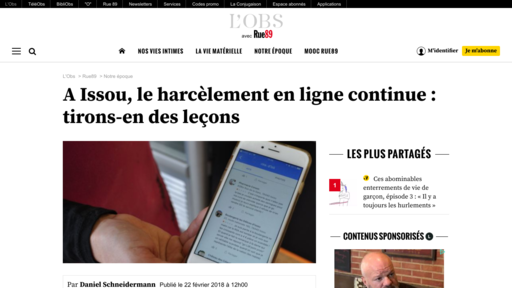 L'Obs TéléObs BibliObs "O" Rue 89 Newsletters Services Codes promo La Conjugaison Espace abonnés Applications
L'OBS
avec Rue89
NOS VIES INTIMES LA VIE MATÉRIELLE NOTRE ÉPOQUE MOOC RUE89 M'identifier Je m'abonne
L'Obs > Rue89 > Notre époque
A Issou, le harcèlement en ligne continue :
tirons-en des leçons
LES PLUS PARTAGÉS
1
Ces abominables
enterrements de vie de
garçon, épisode 3 : « Il y a
toujours les hurlements »
CONTENUS SPONSORISÉS
Par Daniel Schneidermann Publié le 22 février 2018 à 12h00